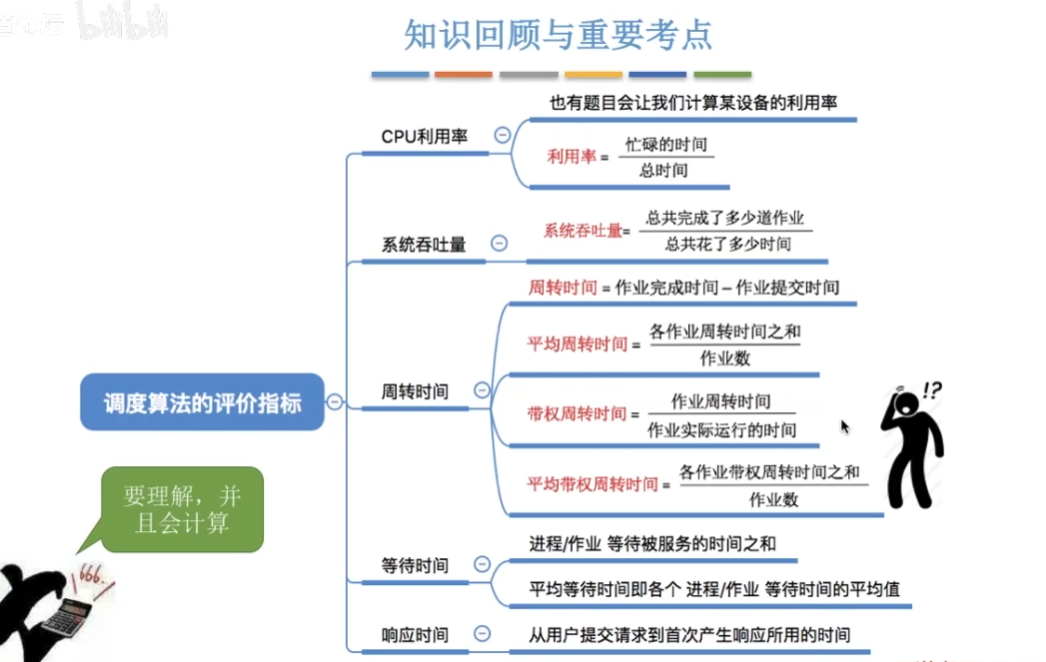 bilibili
知识回顾与重要考点
也有题目会让我们计算某设备的利用率
CPU利用率
利用率 = 忙碌的时间
总时间
系统吞吐量
系统吞吐量= 总共完成了多少道作业
总共花了多少时间
周转时间 = 作业完成时间 – 作业提交时间
平均周转时间 = 各作业周转时间之和
作业数
周转时间
带权周转时间 = 作业周转时间
作业实际运行的时间
平均带权周转时间 = 各作业带权周转时间之和
作业数
调度算法的评价指标
!?
要理解，并
且会计算
666..
等待时间
进程/作业 等待被服务的时间之和
平均等待时间即各个 进程/作业 等待时间的平均值
响应时间
从用户提交请求到首次产生响应所用的时间